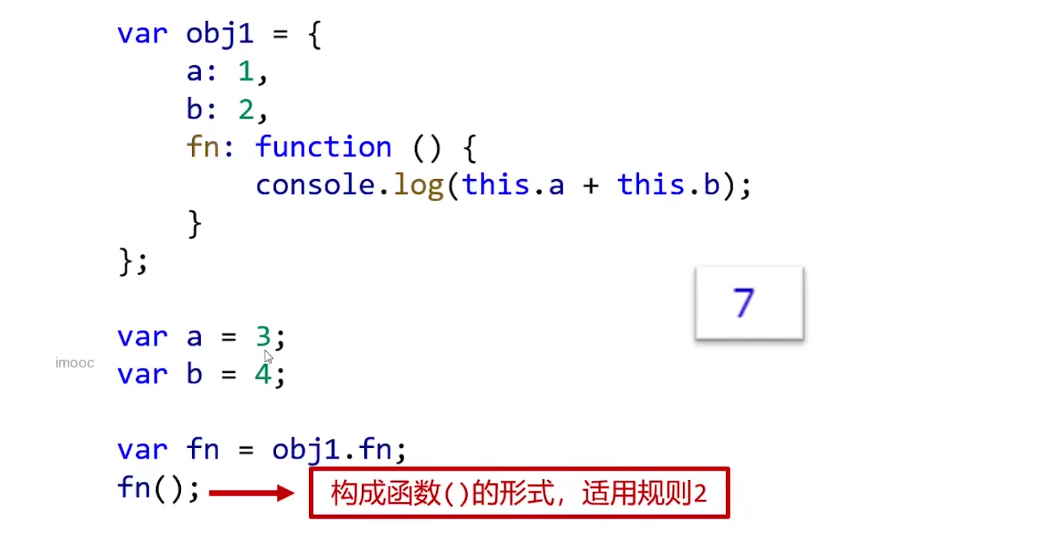 var obj1 = {
    a: 1,
    b: 2,
    fn: function () {
        console.log(this.a + this.b);
    }
};
7
var a = 3;
imooc
var b = 4;
var fn = obj1.fn;
fn();
构成函数()的形式，适用规则2